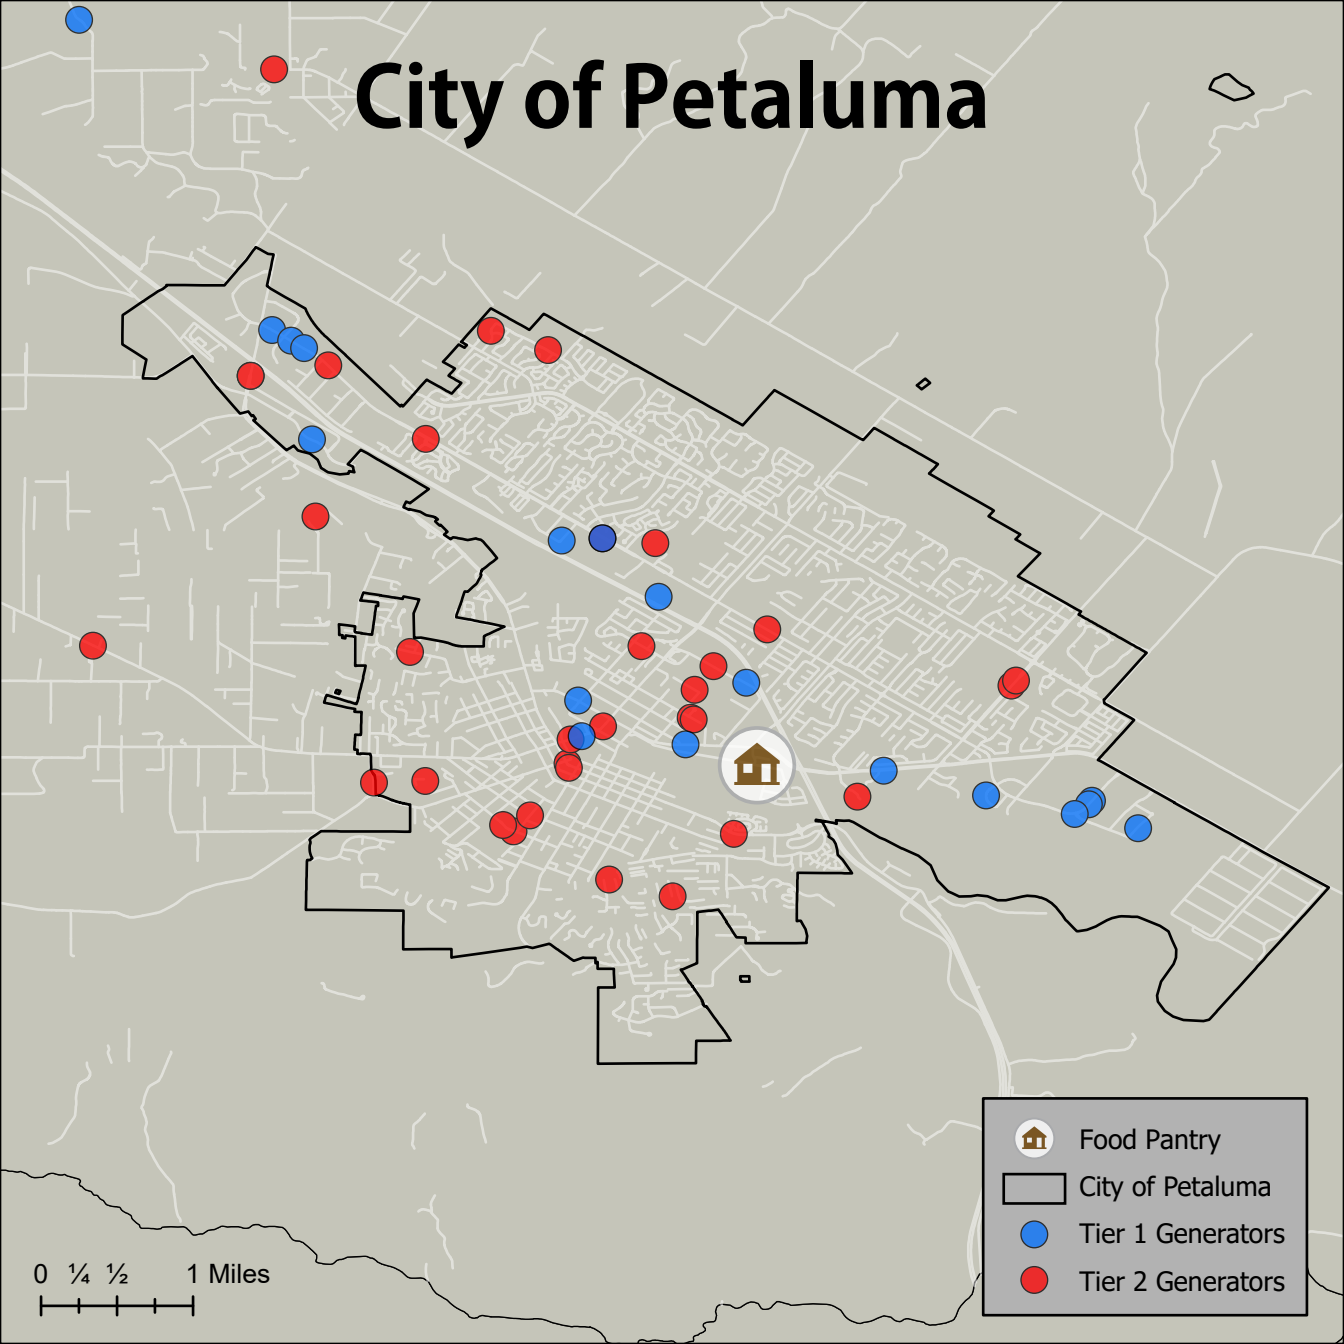 City of Petaluma
Food Pantry
City of Petaluma
Tier 1 Generators
Tier 2 Generators
0 ¼ ½ 1 Miles